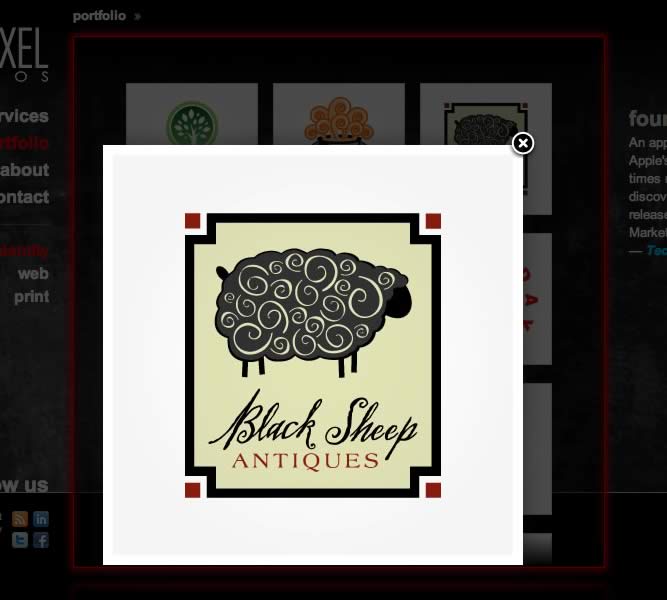 portfolio »
XEL
O S
rvices
rtfolio
about
ontact
web
print
ow us
Black Sheep
ANTIQUES
four
An app
Apple's
times
discov
release
Market
— Tec